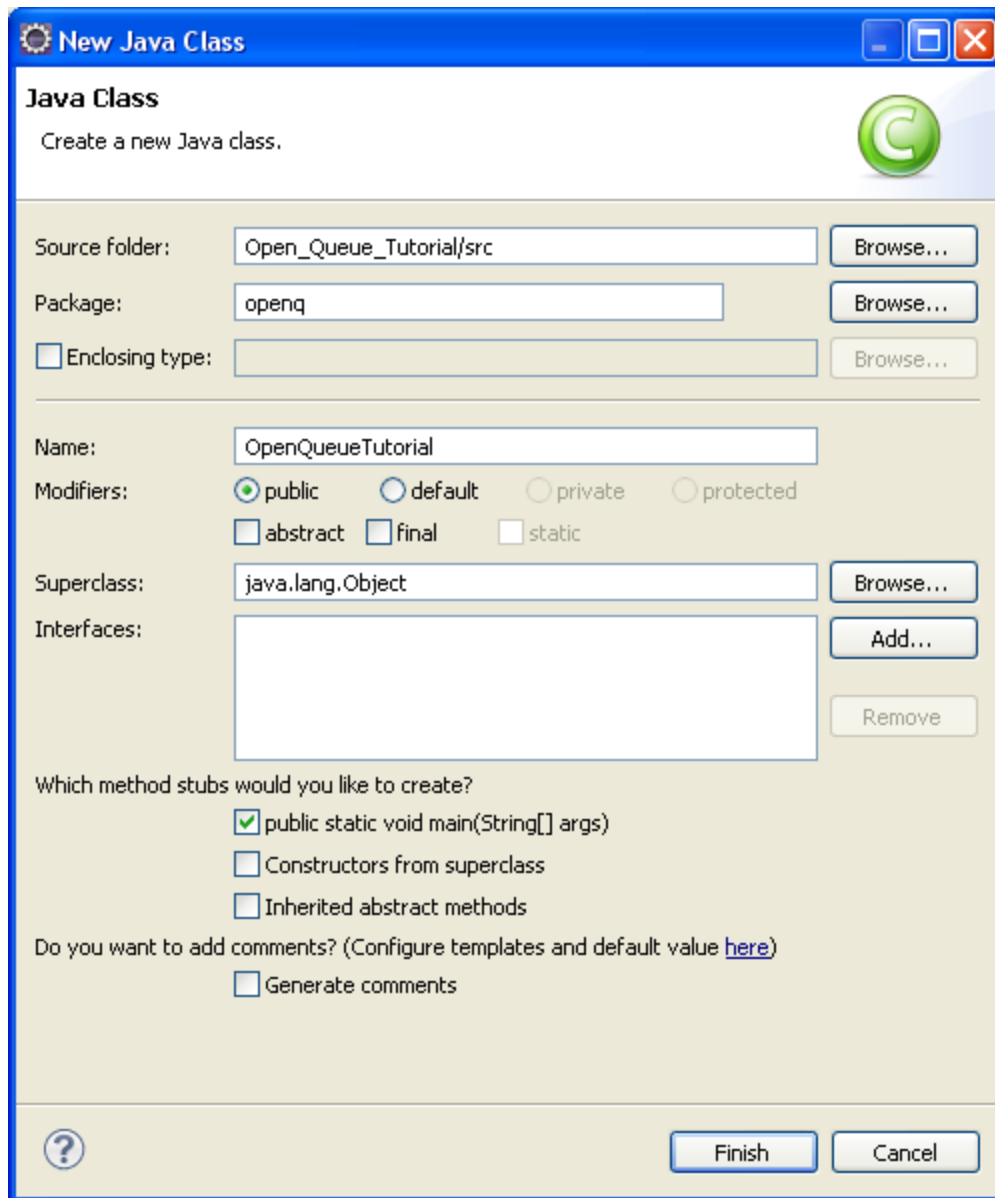 New Java Class
Java Class
Create a new Java class.
C
Source folder: Open_Queue_Tutorial/src Browse...
Package: openq Browse...
Enclosing type: Browse...
Name: OpenQueueTutorial
Modifiers: public default private protected
abstract final static
Superclass: java.lang.Object Browse...
Interfaces: Add...
Remove
Which method stubs would you like to create?
public static void main(String[] args)
Constructors from superclass
Inherited abstract methods
Do you want to add comments? (Configure templates and default value here)
Generate comments
? Finish Cancel